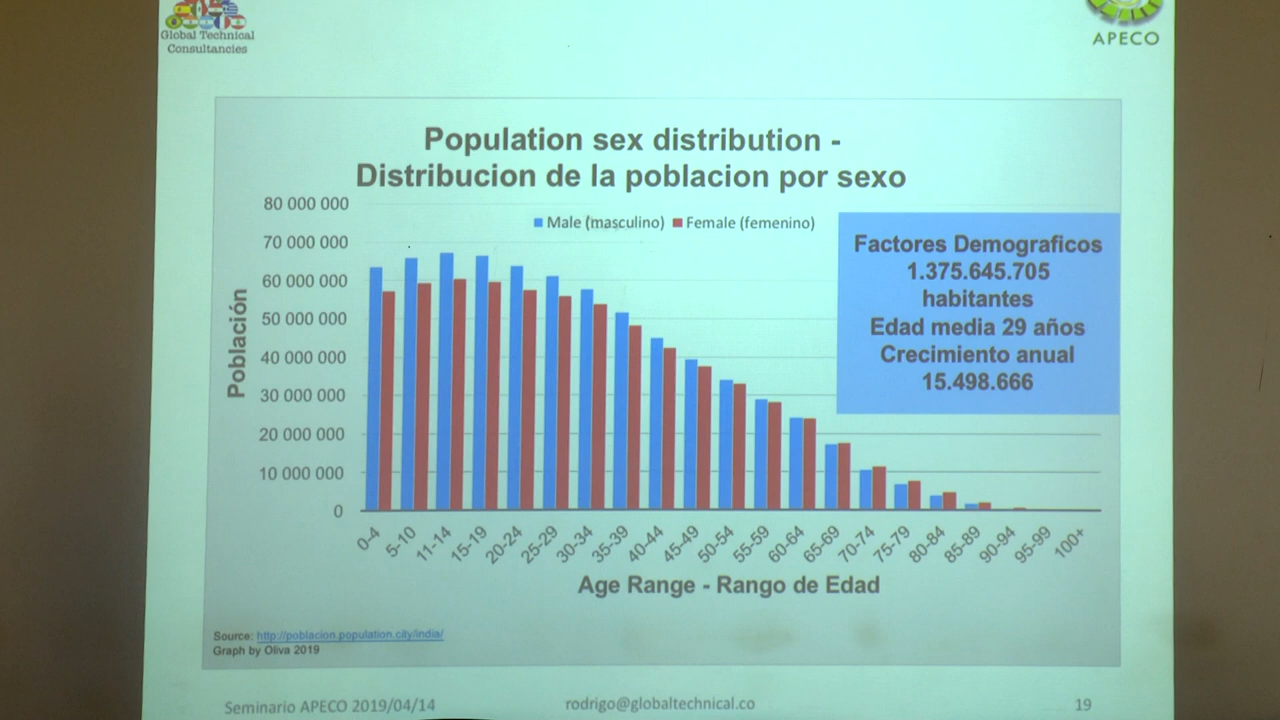 Global Technical
Consultancies
APECO
Population sex distribution -
Distribucion de la poblacion por sexo
Male (masculino) Female (femenino)
80 000 000
70 000 000
60 000 000
50 000 000
40 000 000
30 000 000
20 000 000
10 000 000
0
Población
Factores Demograficos
1.375.645.705
habitantes
Edad media 29 años
Crecimiento anual
15.498.666
0-4 5-10 11-14 15-19 20-24 25-29 30-34 35-39 40-44 45-49 50-54 55-59 60-64 65-69 70-74 75-79 80-84 85-89 90-94 95-99 100+
Age Range - Rango de Edad
Source: http://poblacion.population.city/india/
Graph by Oliva 2019
Seminario APECO 2019/04/14 rodrigo@globaltechnical.co 19